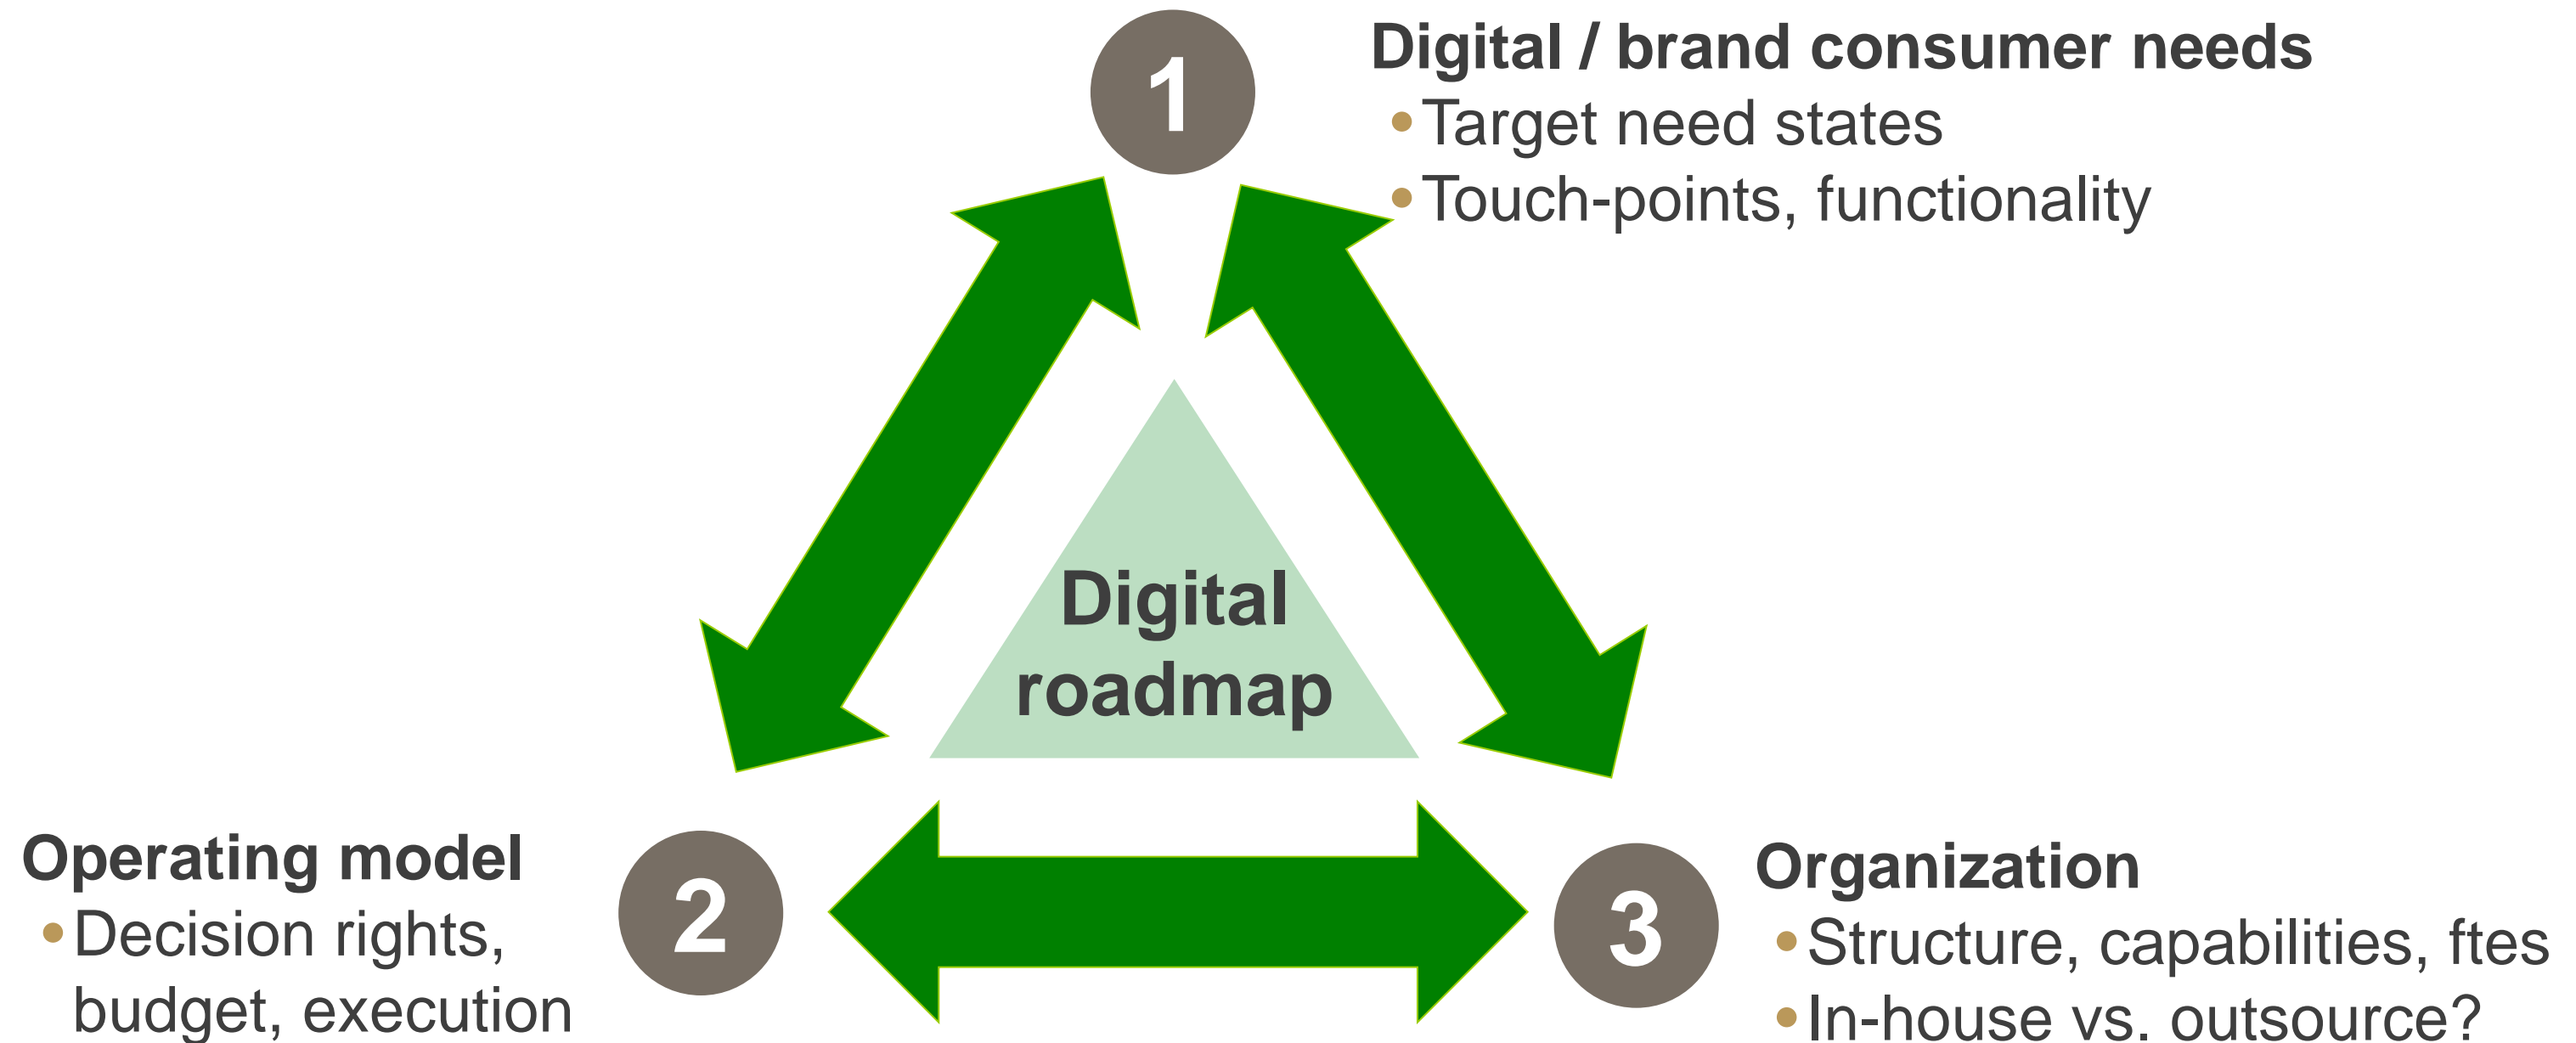 1
Digital / brand consumer needs
•Target need states
•Touch-points, functionality
Digital
roadmap
Operating model
•Decision rights,
budget, execution
2
3
Organization
•Structure, capabilities, ftes
•In-house vs. outsource?